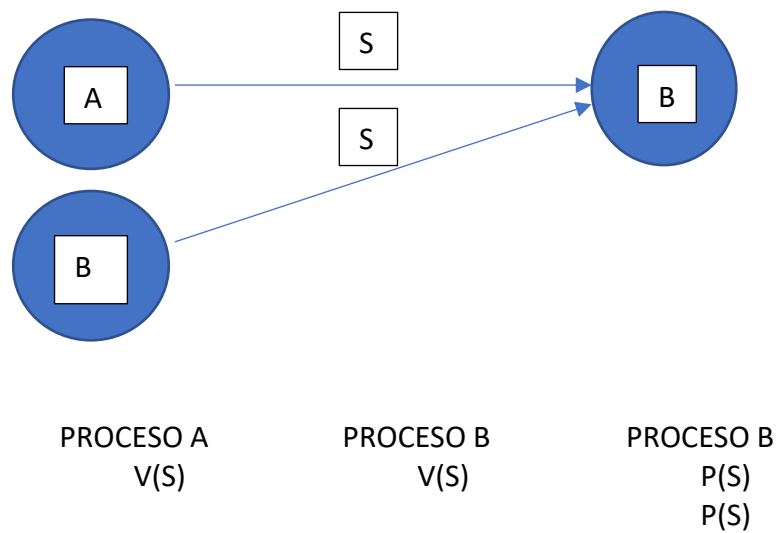 S
A
B
S
B
PROCESO A
V(S)
PROCESO B
V(S)
PROCESO B
P(S)
P(S)